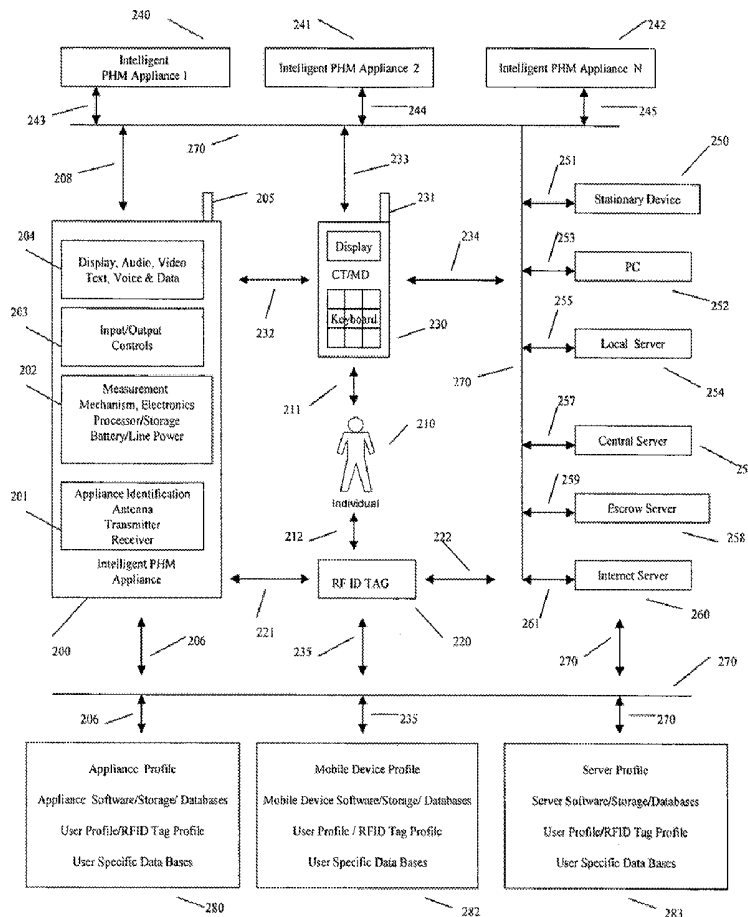 240
241
242
Intelligent
PHM Appliance 1
Intelligent PHM Appliance 2
Intelligent PHM Appliance N
243
244
245
270
208
233
205
231
251
250
Stationary Device
204
Display, Audio, Video
Text, Voice & Data
Display
CT/MD
Keyboard
234
253
PC
252
203
Input/Output
Controls
232
230
255
Local Server
254
202
Measurement
Mechanism, Electronics
Processor/Storage
Battery/Line Power
270
211
210
257
Central Server
25
Individual
201
Appliance Identification
Antenna
Transmitter
Receiver
212
222
259
Escrow Server
258
Intelligent PHM
Appliance
RF ID TAG
Internet Server
200
206
221
235
220
261
260
270
270
206
235
270
Appliance Profile
Appliance Software/Storage/ Databases
User Profile/RFID Tag Profile
User Specific Data Bases
Mobile Device Profile
Mobile Device Software/Storage/ Databases
User Profile / RFID Tag Profile
User Specific Data Bases
Server Profile
Server Software/Storage/Databases
User Profile/RFID Tag Profile
User Specific Data Bases
280
282
283